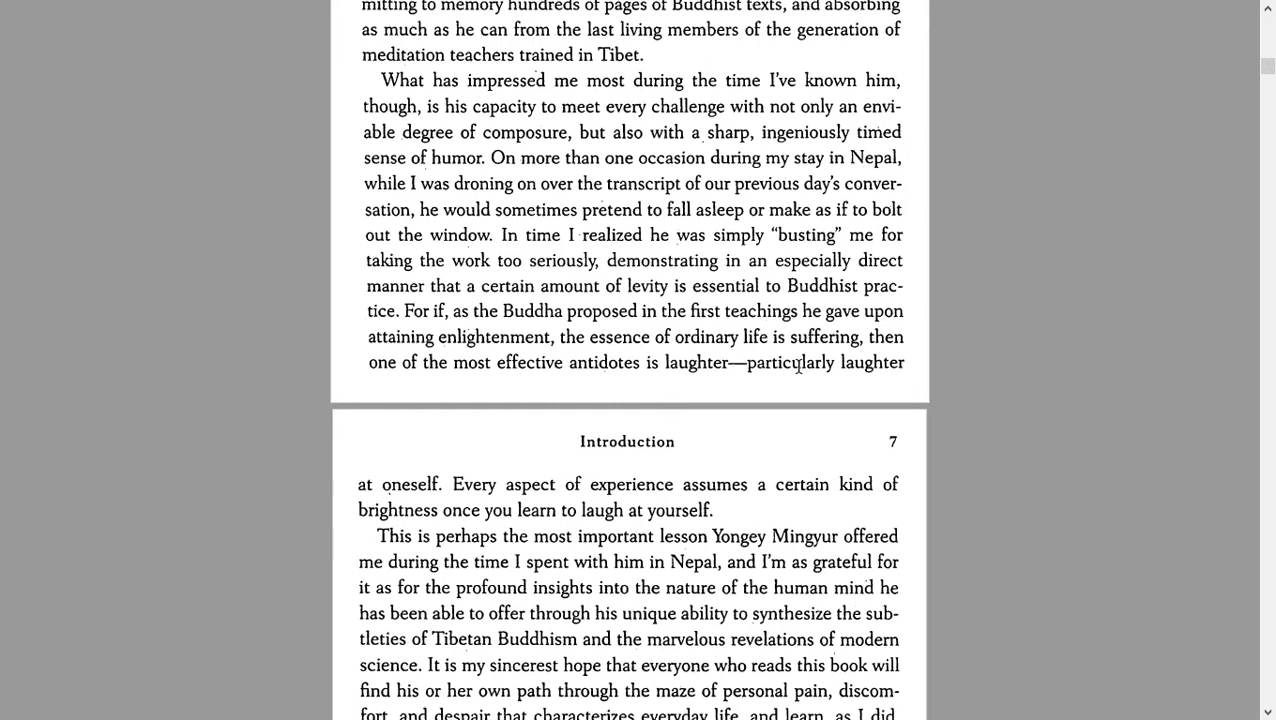 mitting to memory hundreds of pages of Buddhist texts, and absorbing
as much as he can from the last living members of the generation of
meditation teachers trained in Tibet.
What has impressed me most during the time I've known him,
though, is his capacity to meet every challenge with not only an envi-
able degree of composure, but also with a sharp, ingeniously timed
sense of humor. On more than one occasion during my stay in Nepal,
while I was droning on over the transcript of our previous day's conver-
sation, he would sometimes pretend to fall asleep or make as if to bolt
out the window. In time I realized he was simply “busting” me for
taking the work too seriously, demonstrating in an especially direct
manner that a certain amount of levity is essential to Buddhist prac-
tice. For if, as the Buddha proposed in the first teachings he gave upon
attaining enlightenment, the essence of ordinary life is suffering, then
one of the most effective antidotes is laughter—particularly laughter
Introduction 7
at oneself. Every aspect of experience assumes a certain kind of
brightness once you learn to laugh at yourself.
This is perhaps the most important lesson Yongey Mingyur offered
me during the time I spent with him in Nepal, and I'm as grateful for
it as for the profound insights into the nature of the human mind he
has been able to offer through his unique ability to synthesize the sub-
tleties of Tibetan Buddhism and the marvelous revelations of modern
science. It is my sincerest hope that everyone who reads this book will
find his or her own path through the maze of personal pain, discom-
fort, and despair that characterizes everyday life, and learn, as I did,